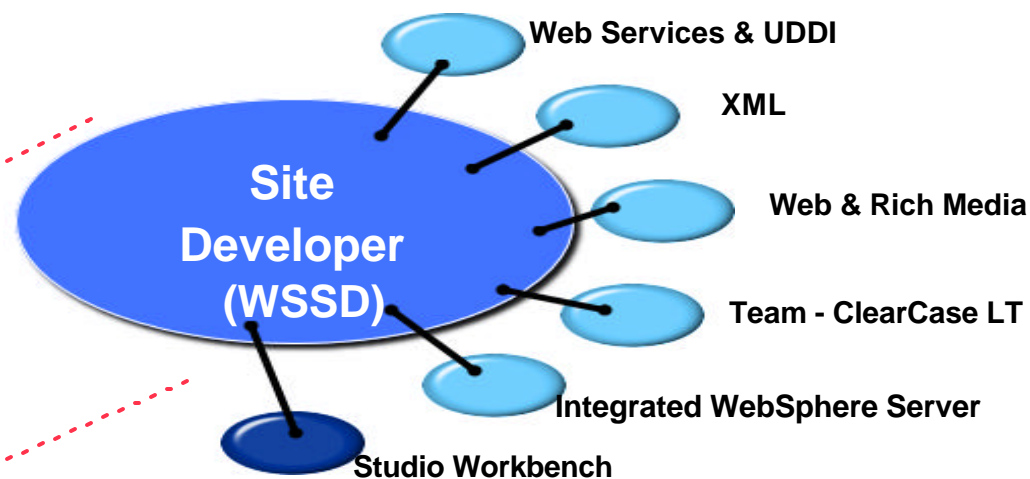 Site
Developer
(WSSD)
Web Services & UDDI
XML
Web & Rich Media
Team - ClearCase LT
Integrated WebSphere Server
Studio Workbench